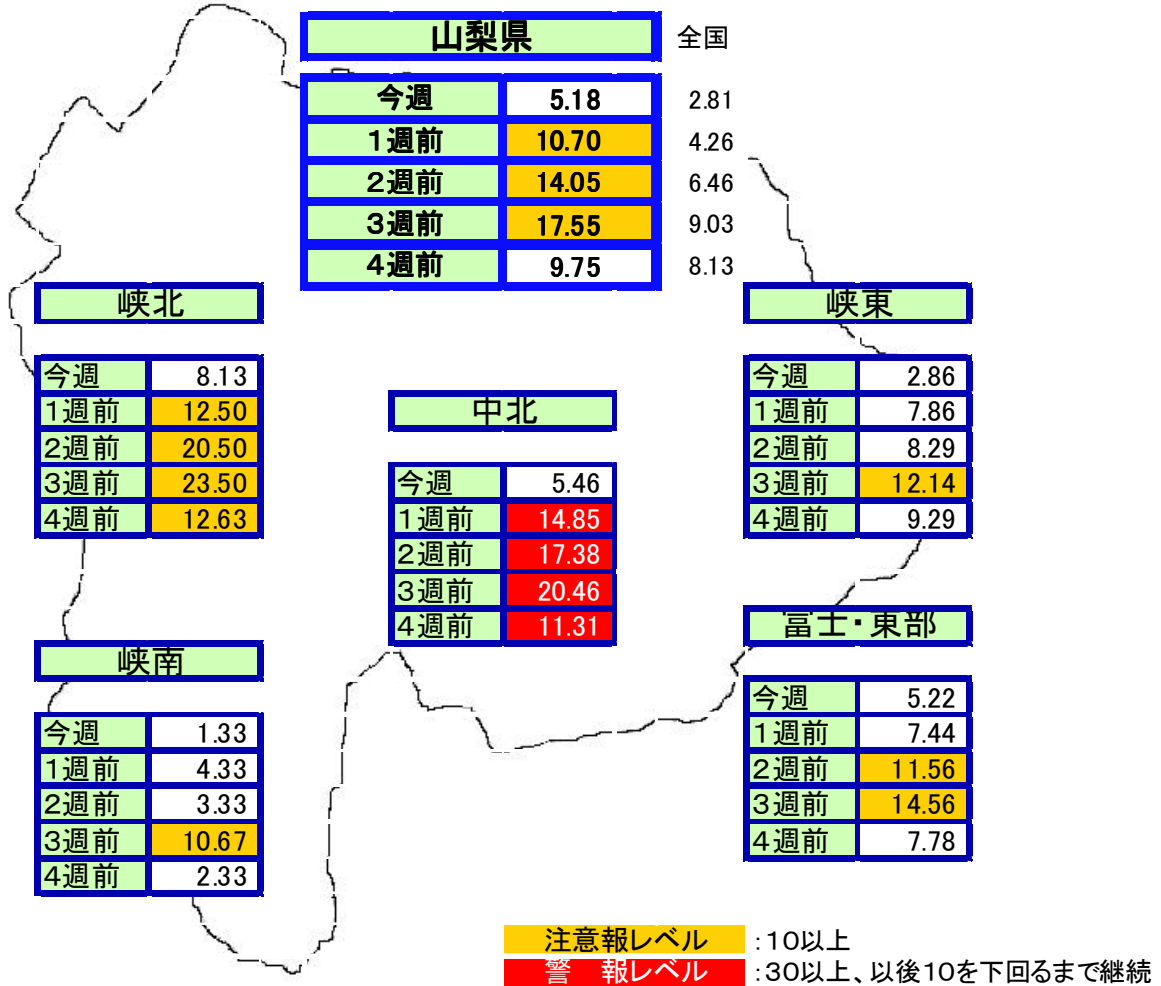 山梨県 全国
今週 5.18 2.81
1週前 10.70 4.26
2週前 14.05 6.46
3週前 17.55 9.03
4週前 9.75 8.13
峡北
今週 8.13
1週前 12.50
2週前 20.50
3週前 23.50
4週前 12.63
峡東
今週 2.86
1週前 7.86
2週前 8.29
3週前 12.14
4週前 9.29
中北
今週 5.46
1週前 14.85
2週前 17.38
3週前 20.46
4週前 11.31
峡南
今週 1.33
1週前 4.33
2週前 3.33
3週前 10.67
4週前 2.33
富士・東部
今週 5.22
1週前 7.44
2週前 11.56
3週前 14.56
4週前 7.78
注意報レベル :10以上
警 報レベル :30以上、以後10を下回るまで継続